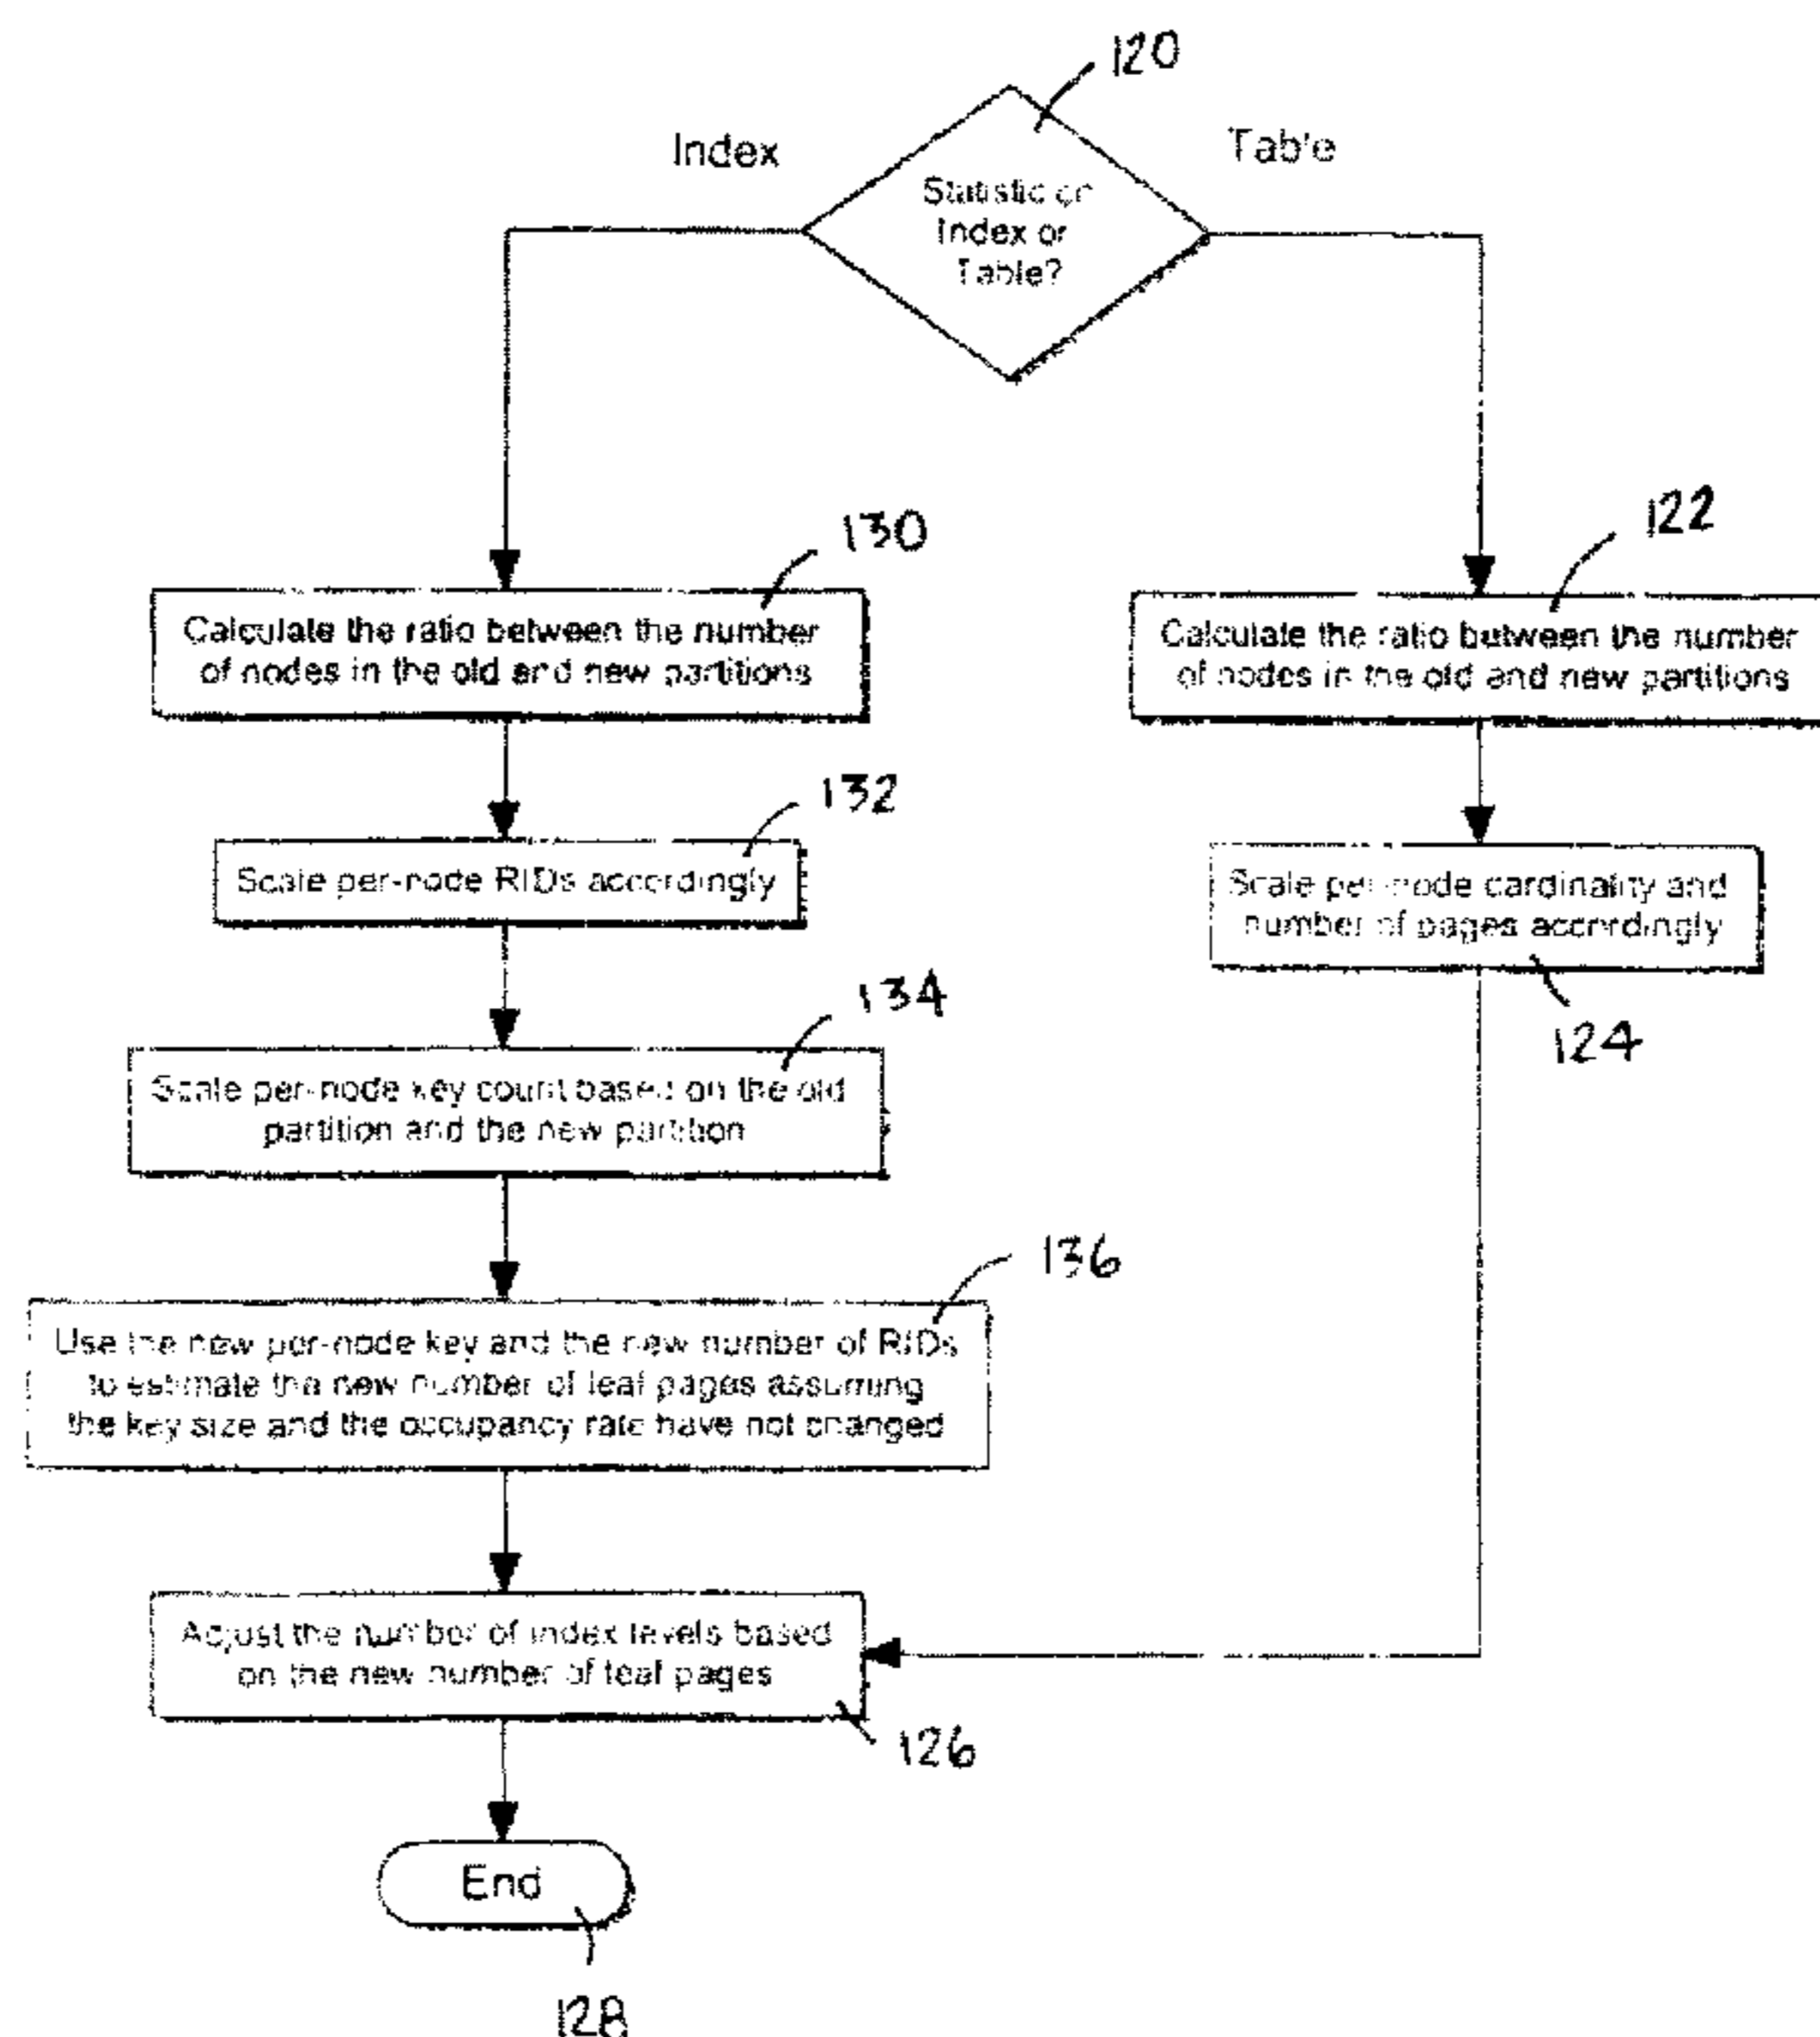 120
Index
Table
Statistic on
Index or
Table?
130
122
Calculate the ratio between the number
of nodes in the old and new partitions
Calculate the ratio between the number
of nodes in the old and new partitions
132
Scale per-node RIDs accordingly
Scale per-node cardinality and
number of pages accordingly
134
124
Scale per-node key count based on the old
partition and the new partition
136
Use the new per-node key and the new number of RIDs
to estimate the new number of leaf pages assuming
the key size and the occupancy rate have not changed
Adjust the number of index levels based
on the new number of leaf pages
126
End
128